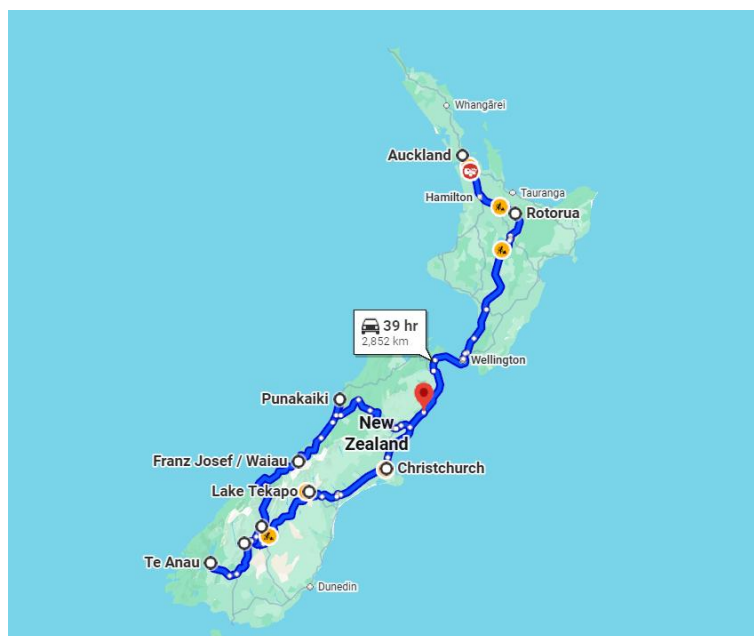 Whangārei
Auckland
Hamilton
Tauranga
Rotorua
39 hr
2,852 km
Wellington
Punakaiki
New
Zealand
Franz Josef / Waiau
Christchurch
Lake Tekapo
Te Anau
Dunedin